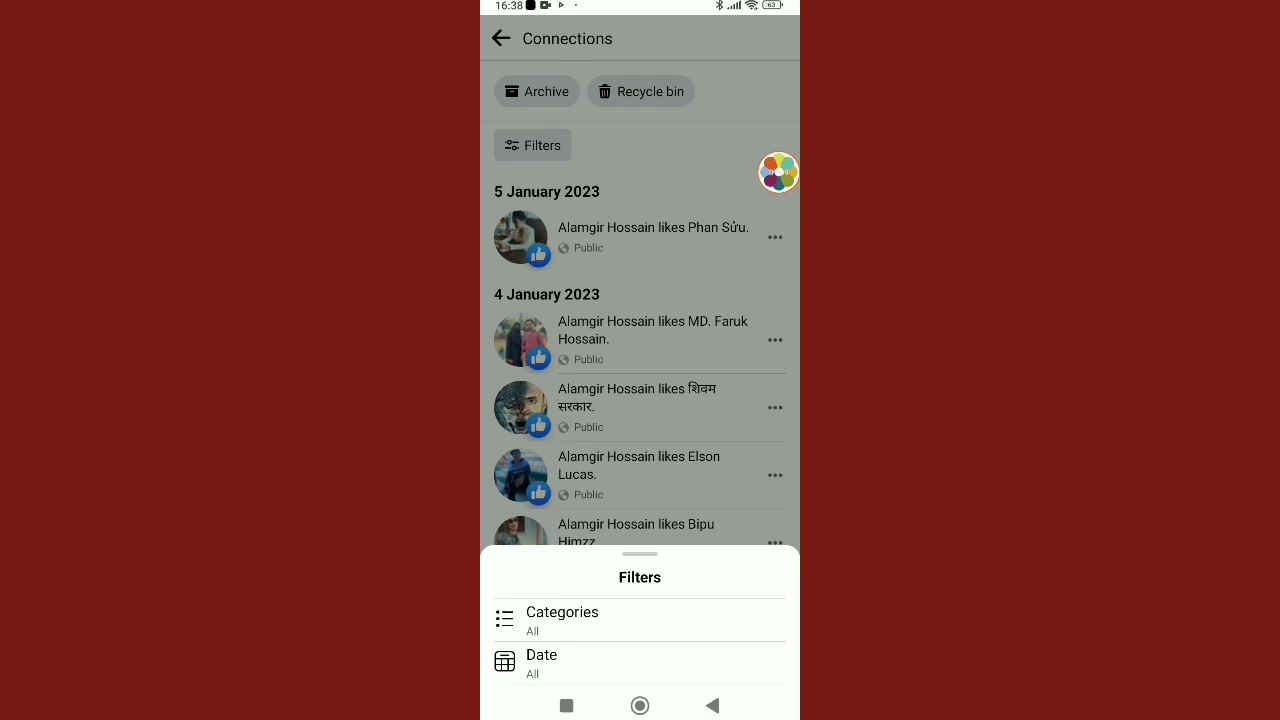 16:38
63
Connections
Archive
Recycle bin
Filters
5 January 2023
Alamgir Hossain likes Phan Sửu.
Public
4 January 2023
Alamgir Hossain likes MD. Faruk
Hossain.
Public
Alamgir Hossain likes शिवम
सरकार.
Public
Alamgir Hossain likes Elson
Lucas.
Public
Alamgir Hossain likes Bipu
Himzz
Filters
Categories
All
Date
All